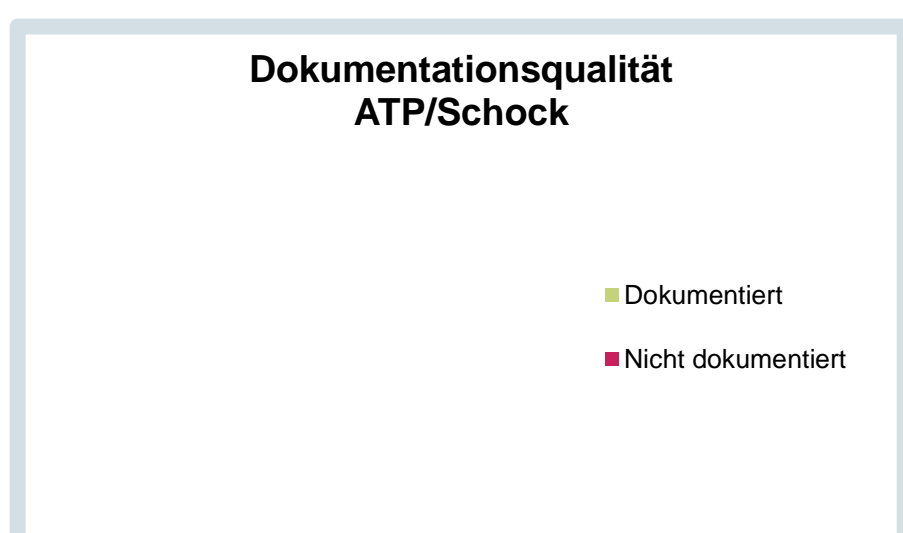 Dokumentationsqualität
ATP/Schock
Dokumentiert
Nicht dokumentiert